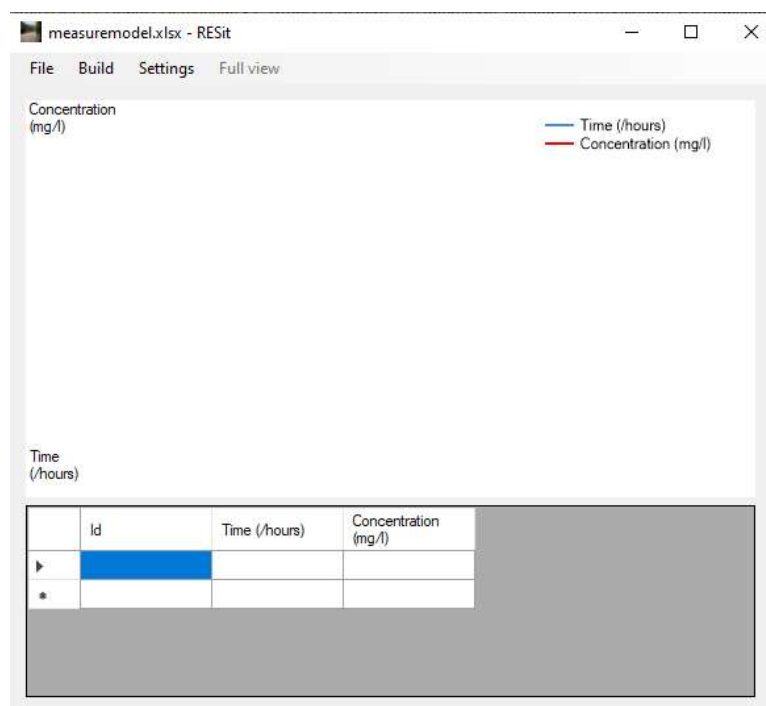 measuremodel.xlsx - RESit
File Build Settings Full view
Concentration
(mg/l)
Time (/hours)
Concentration (mg/l)
Time
(/hours)
Id Time (/hours) Concentration
(mg/l)